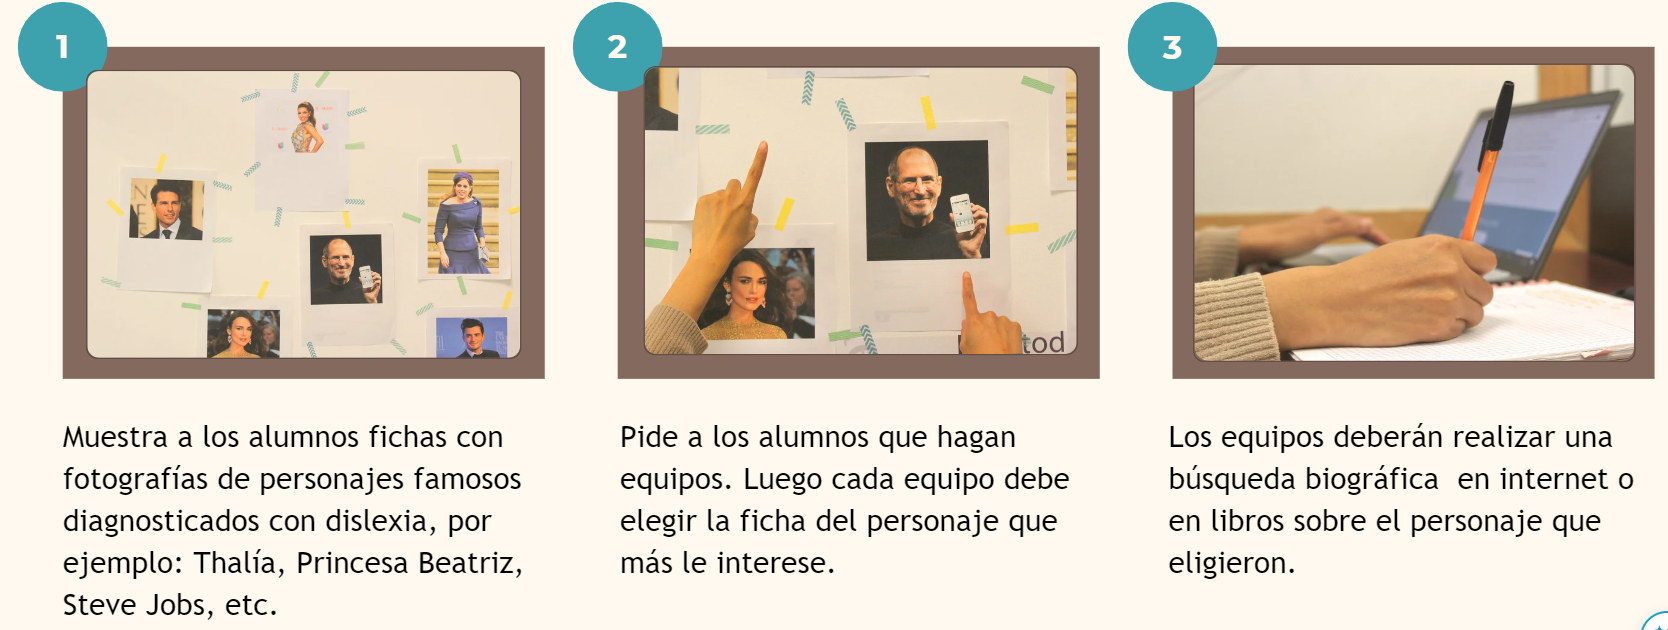 1
Muestra a los alumnos fichas con
fotografías de personajes famosos
diagnosticados con dislexia, por
ejemplo: Thalía, Princesa Beatriz,
Steve Jobs, etc.
2
tod
Pide a los alumnos que hagan
equipos. Luego cada equipo debe
elegir la ficha del personaje que
más le interese.
3
Los equipos deberán realizar una
búsqueda biográfica  en internet o
en libros sobre el personaje que
eligieron.